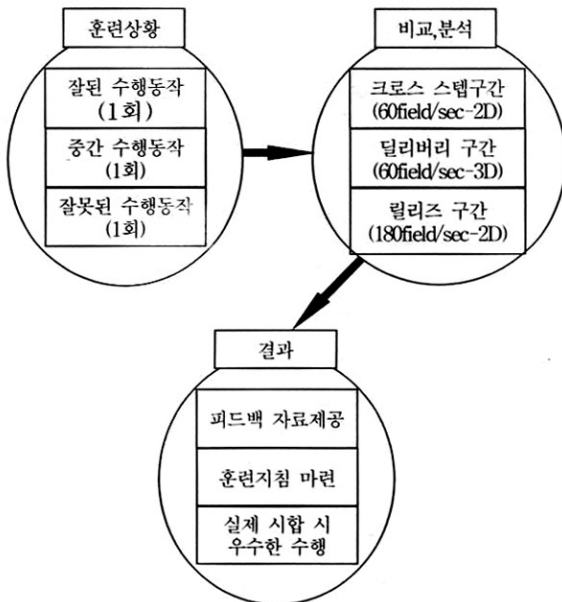 훈련상황
잘된 수행동작
(1회)
중간 수행동작
(1회)
잘못된 수행동작
(1회)
비교,분석
크로스 스텝구간
(60field/sec-2D)
딜리버리 구간
(60field/sec-3D)
릴리즈 구간
(180field/sec-2D)
결과
피드백 자료제공
훈련지침 마련
실제 시합 시
우수한 수행